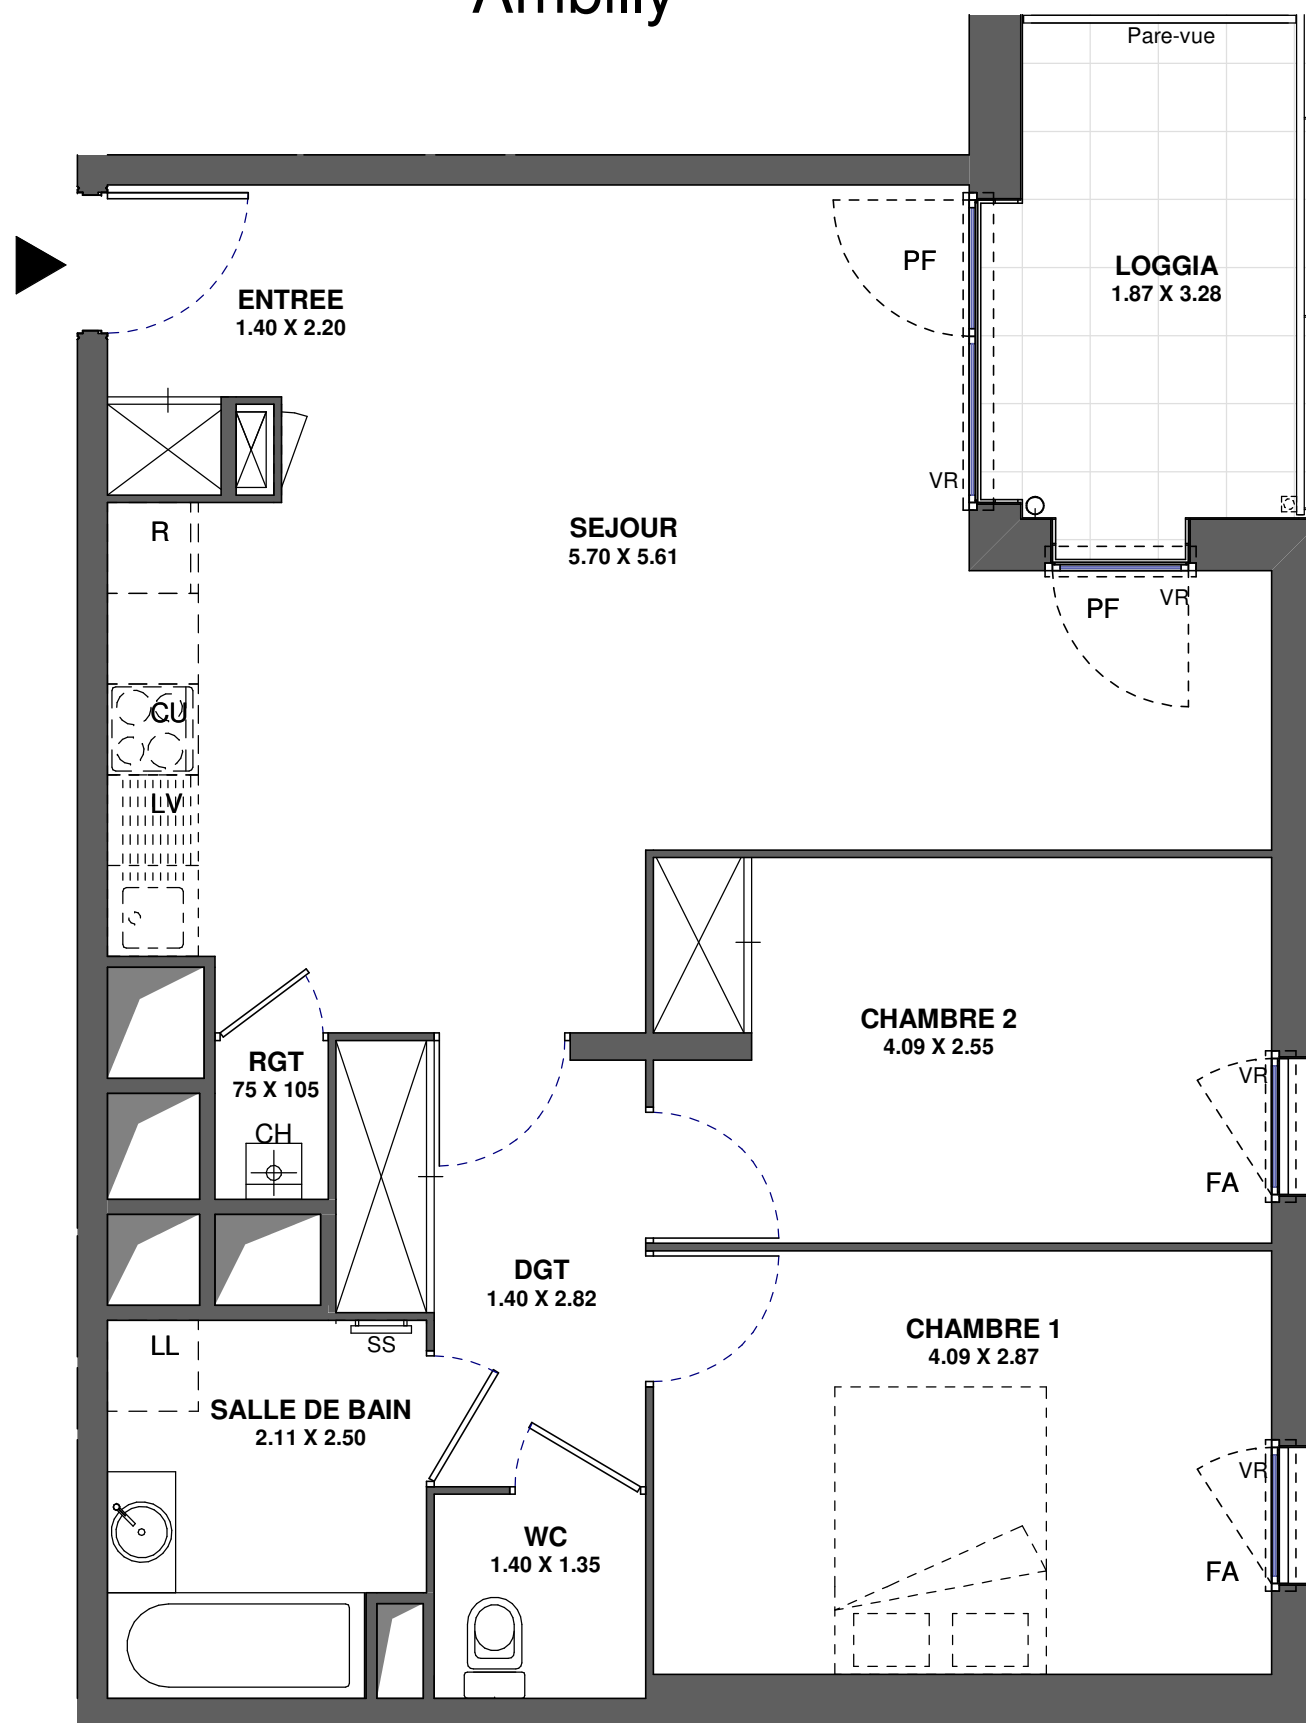 Ambilly
Pare-vue
PF
LOGGIA
1.87 X 3.28
ENTREE
1.40 X 2.20
VR
R
SEJOUR
5.70 X 5.61
PF
VR
CU
LV
CHAMBRE 2
4.09 X 2.55
RGT
75 X 105
VR
CH
FA
DGT
1.40 X 2.82
CHAMBRE 1
4.09 X 2.87
LL
SS
SALLE DE BAIN
2.11 X 2.50
VR
WC
1.40 X 1.35
FA